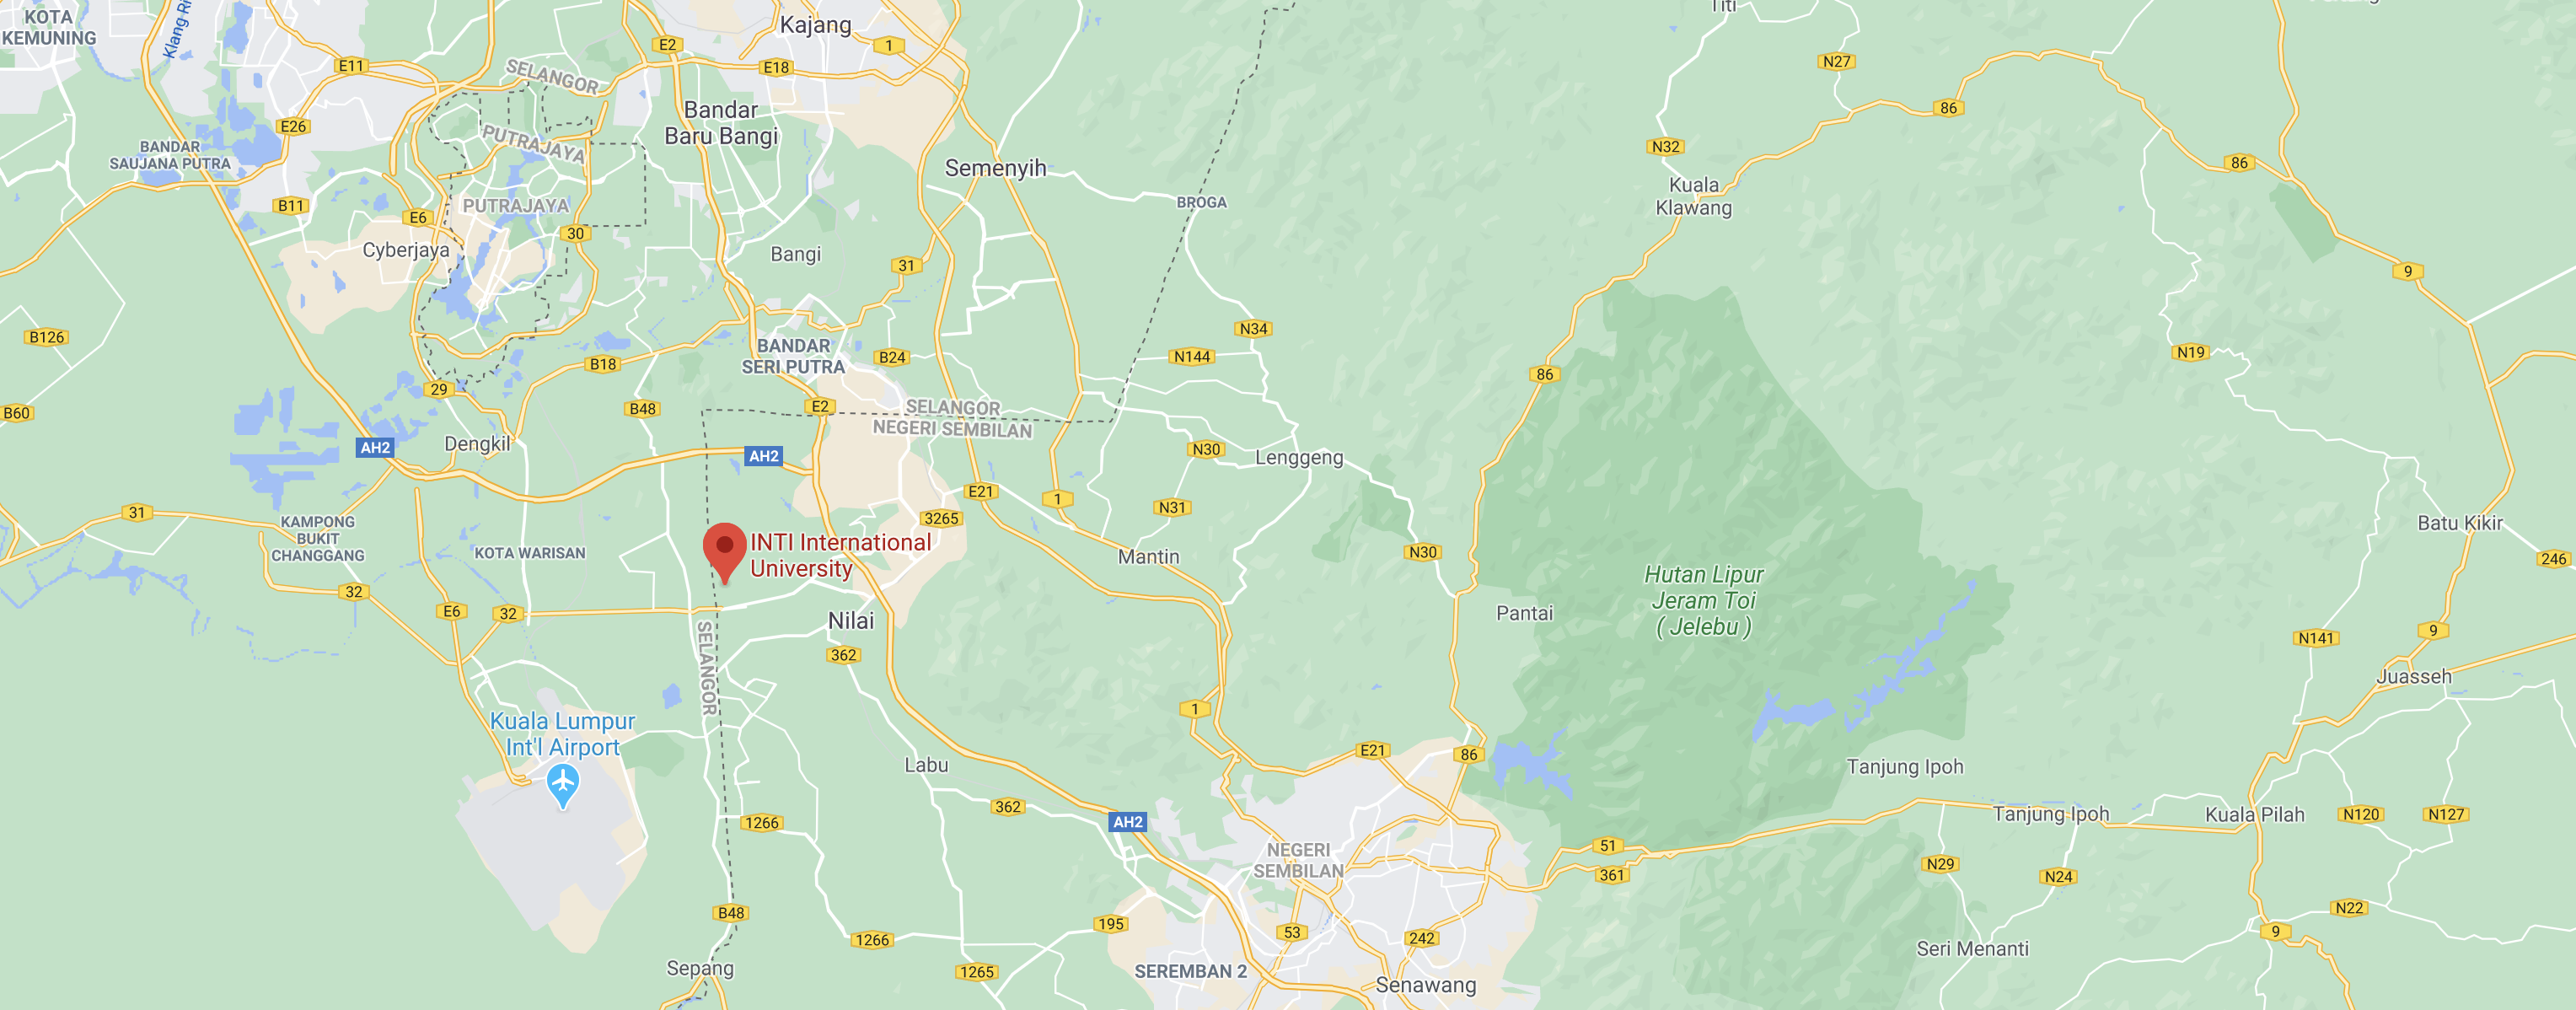 KOTA
KEMUNING
Klang Ri
E11
SELANGOR
E2
Kajang
1
E18
Titi
N27
86
E26
BANDAR
SAUJANA PUTRA
PUTRAJAYA
Bandar
Baru Bangi
Semenyih
N32
86
B11
E6
PUTRAJAYA
30
BROGA
Kuala
Klawang
Cyberjaya
Bangi
31
9
B126
BANDAR
SERI PUTRA
B24
N34
N144
N19
B18
29
86
B60
B48
E2
SELANGOR
NEGERI SEMBILAN
AH2
Dengkil
AH2
N30
Lenggeng
31
E21
1
N31
3265
KAMPONG
BUKIT
CHANGGANG
KOTA WARISAN
INTI International
University
Mantin
N30
Batu Kikir
246
Hutan Lipur
Jeram Toi
( Jelebu )
32
E6
32
Nilai
Pantai
9
N141
SELANGOR
362
Juasseh
Kuala Lumpur
Int'l Airport
1
Labu
E21
86
Tanjung Ipoh
362
1266
AH2
Tanjung Ipoh
Kuala Pilah
N120
N127
NEGERI
SEMBILAN
51
361
N29
N24
B48
195
53
242
N22
1266
9
Sepang
1265
SEREMBAN 2
Senawang
Seri Menanti